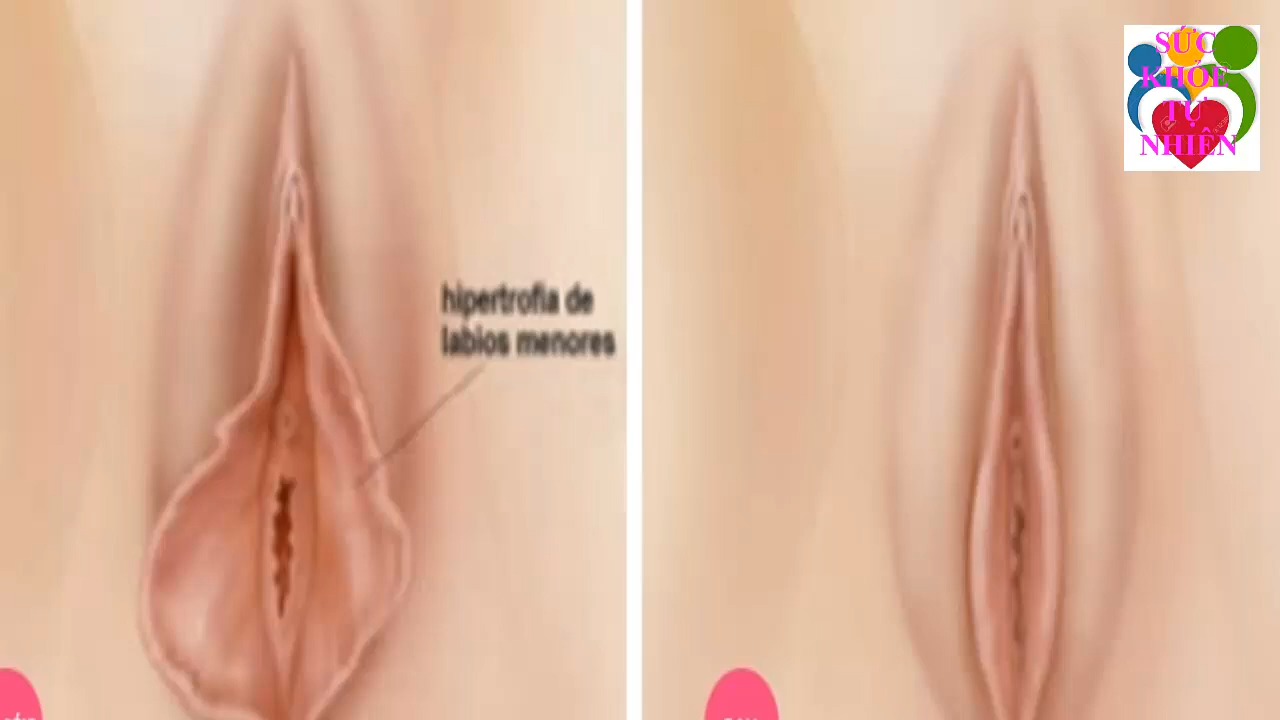 hipertrofia de
labios menores
SỨC
KHỎE
TỰ
NHIÊN